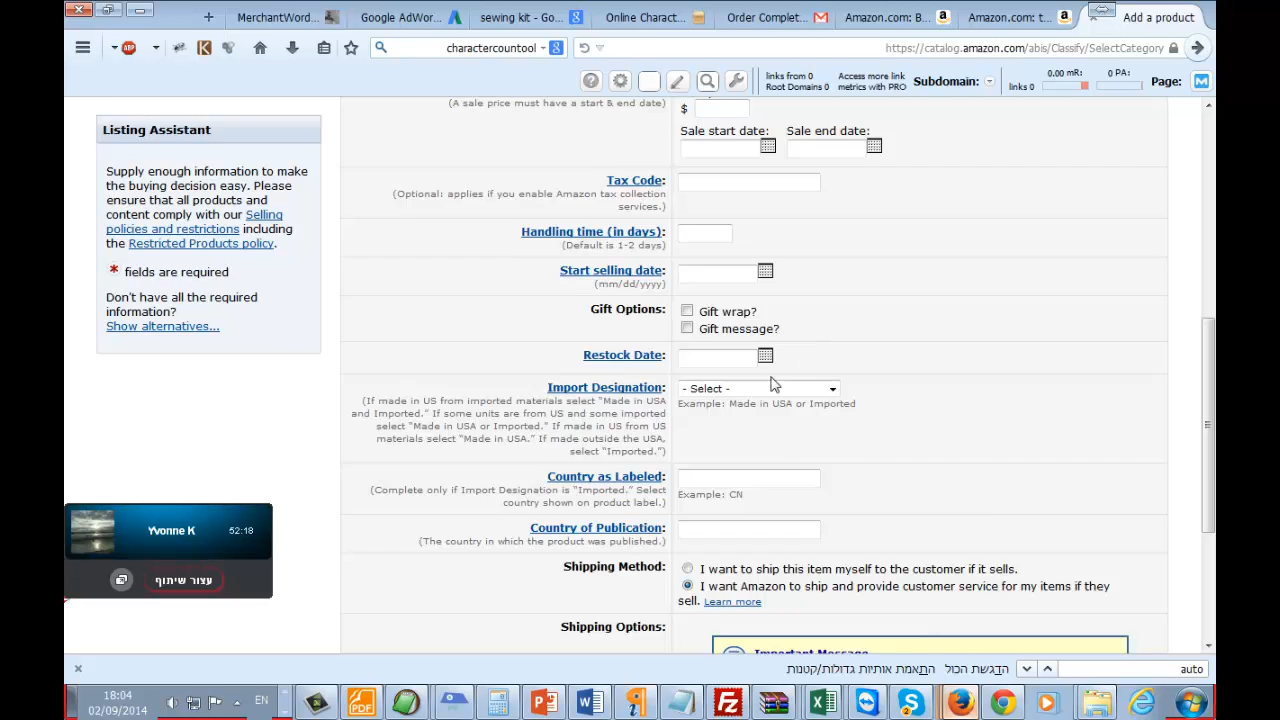 MerchantWord...
Google AdWo...
sewing kit - Go...
Online Charact...
Order Complet...
Amazon.com: B...
Amazon.com: t...
Add a product
ABP
K
charactercountool
https://catalog.amazon.com/abis/Classify/SelectCategory
links from 0
Root Domains 0
Access more link
metrics with PRO
Subdomain:
0.00 mR:
links 0
0 PA:
Page:
Listing Assistant
Supply enough information to make
the buying decision easy. Please
ensure that all products and
content comply with our Selling
policies and restrictions including
the Restricted Products policy.
* fields are required
Don't have all the required
information?
Show alternatives...
(A sale price must have a start & end date)
$
Sale start date: Sale end date:
Tax Code:
(Optional: applies if you enable Amazon tax collection
services.)
Handling time (in days):
(Default is 1-2 days)
Start selling date:
(mm/dd/yyyy)
Gift Options:
Gift wrap?
Gift message?
Restock Date:
Import Designation:
- Select -
Example: Made in USA or Imported
(If made in US from imported materials select "Made in USA
and Imported." If some units are from US and some imported
select "Made in USA or Imported." If made in US from US
materials select "Made in USA." If made outside the USA,
select "Imported.")
Country as Labeled:
(Complete only if Import Designation is "Imported." Select
country shown on product label.)
Example: CN
Country of Publication:
(The country in which the product was published.)
Shipping Method:
I want to ship this item myself to the customer if it sells.
I want Amazon to ship and provide customer service for my items if they
sell. Learn more
Shipping Options:
Important Message
Yvonne K
52:18
עצור שיתוף
הדגשת הכול
התאמת אותיות גדולות/קטנות
auto
18:04
02/09/2014
EN
PDF